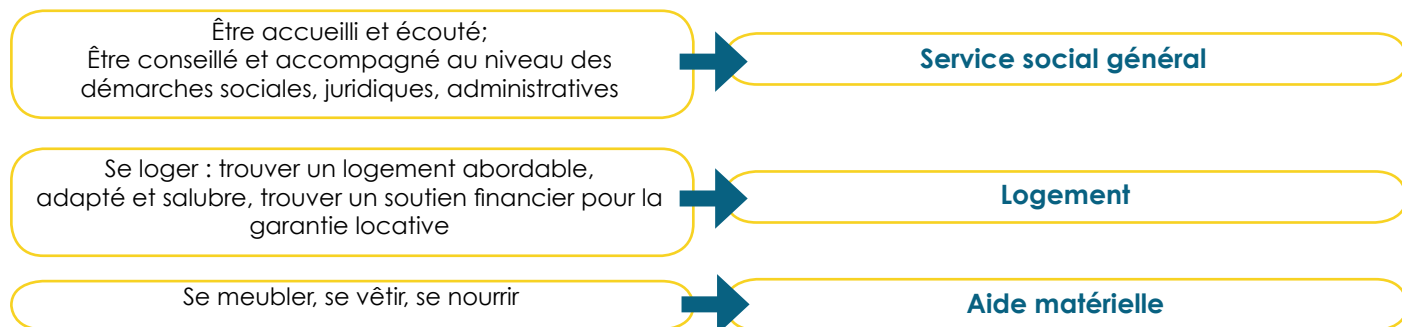 Être accueilli et écouté;
Être conseillé et accompagné au niveau des
démarches sociales, juridiques, administratives
Service social général
Se loger : trouver un logement abordable,
adapté et salubre, trouver un soutien financier pour la
garantie locative
Logement
Se meubler, se vêtir, se nourrir
Aide matérielle